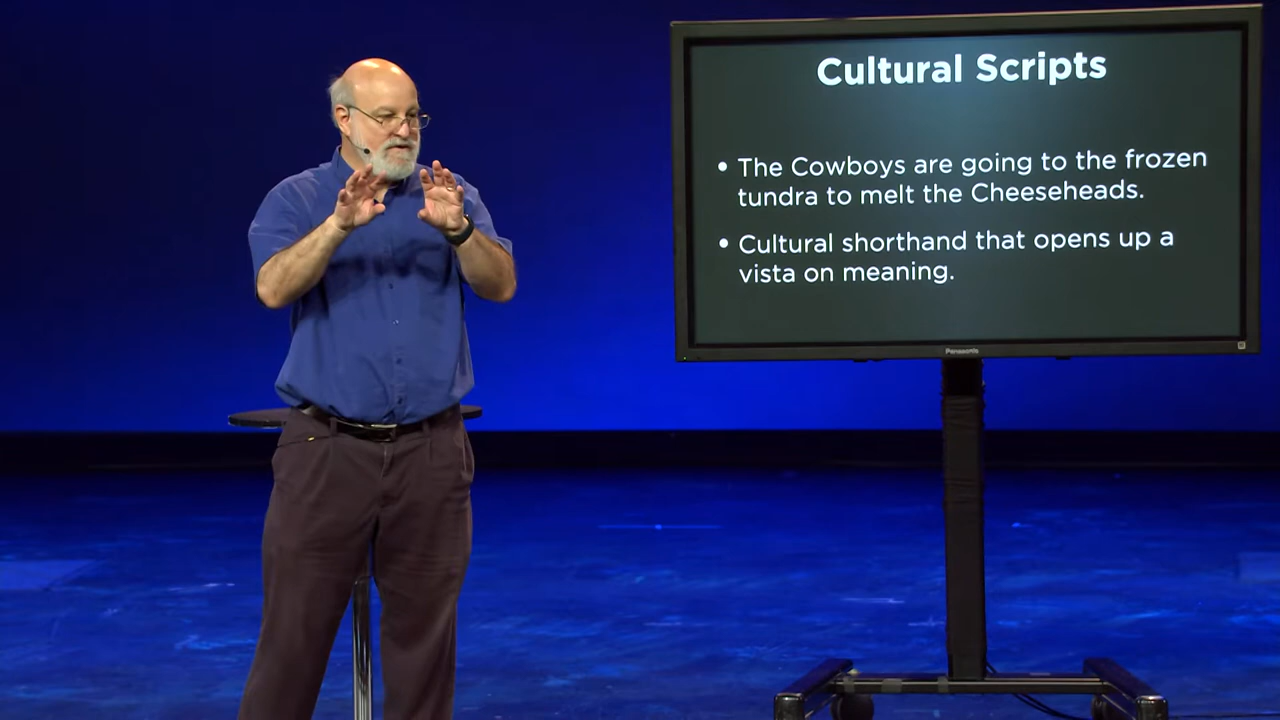 Cultural Scripts
• The Cowboys are going to the frozen
tundra to melt the Cheeseheads.
• Cultural shorthand that opens up a
vista on meaning.
Panasonic